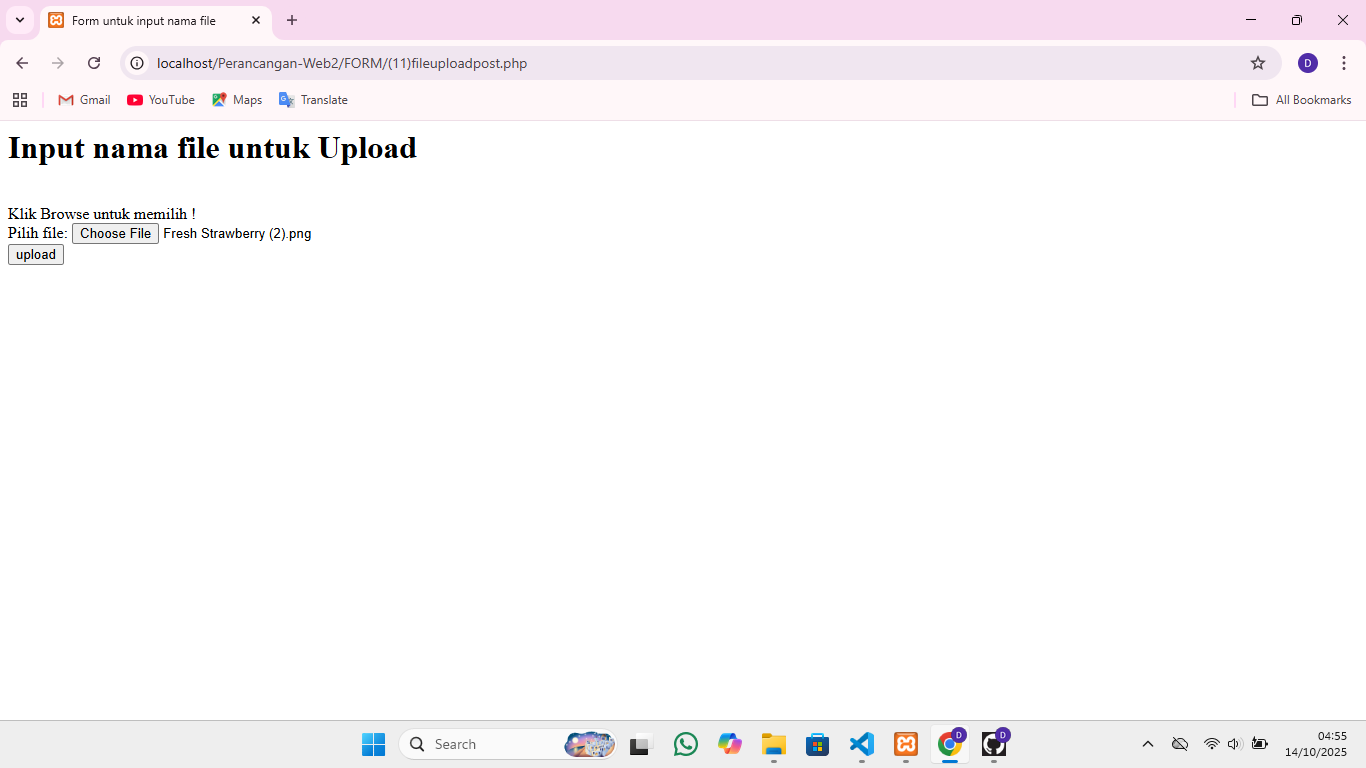 Form untuk input nama file
localhost/Perancangan-Web2/FORM/(11)fileuploadpost.php
D
Gmail
YouTube
Maps
Translate
All Bookmarks
Input nama file untuk Upload
Klik Browse untuk memilih !
Pilih file: Choose File Fresh Strawberry (2).png
upload
Search
D
D
04:55
14/10/2025